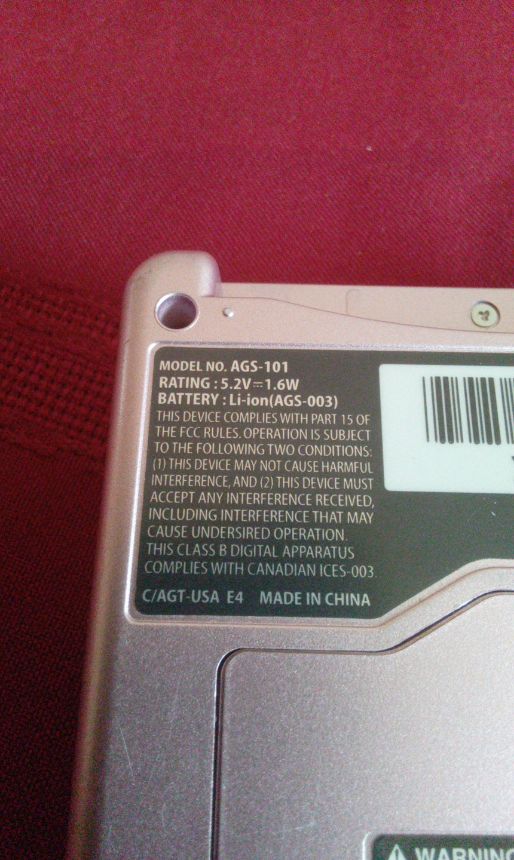 MODEL NO. AGS-101
RATING : 5.2V⎓1.6W
BATTERY : Li-ion(AGS-003)
THIS DEVICE COMPLIES WITH PART 15 OF
THE FCC RULES. OPERATION IS SUBJECT
TO THE FOLLOWING TWO CONDITIONS:
(1) THIS DEVICE MAY NOT CAUSE HARMFUL
INTERFERENCE, AND (2) THIS DEVICE MUST
ACCEPT ANY INTERFERENCE RECEIVED,
INCLUDING INTERFERENCE THAT MAY
CAUSE UNDERSIRED OPERATION.
THIS CLASS B DIGITAL APPARATUS
COMPLIES WITH CANADIAN ICES-003.
C/AGT-USA E4 MADE IN CHINA
WARNING